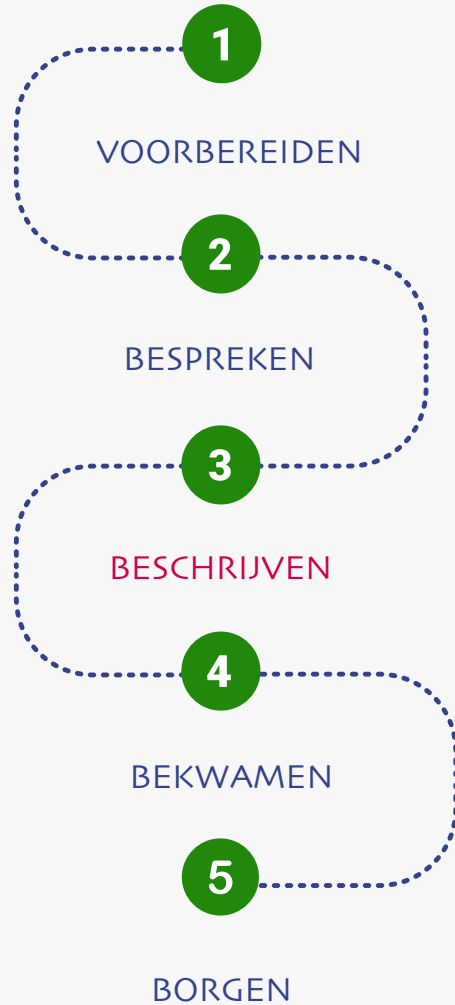 1
VOORBEREIDEN
2
BESPREKEN
3
BESCHRIJVEN
4
BEKWAMEN
5
BORGEN